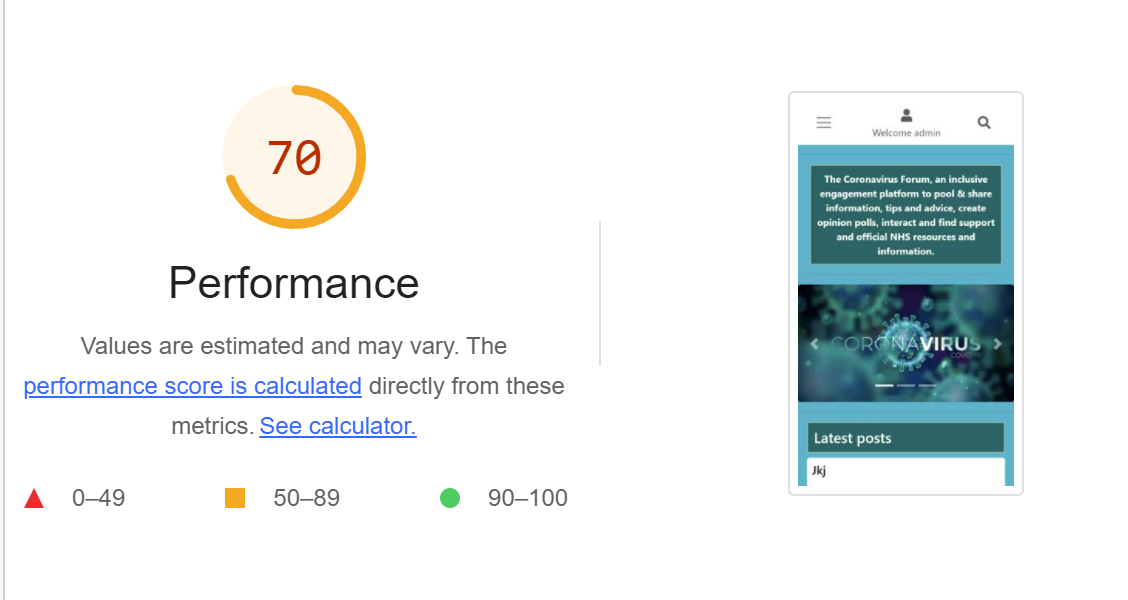 70
Performance
Values are estimated and may vary. The
performance score is calculated directly from these
metrics. See calculator.
0–49
50–89
90–100
Welcome admin
The Coronavirus Forum, an inclusive
engagement platform to pool & share
information, tips and advice, create
opinion polls, interact and find support
and official NHS resources and
information.
CORONAVIRUS
COVID-19
Latest posts
Jkj